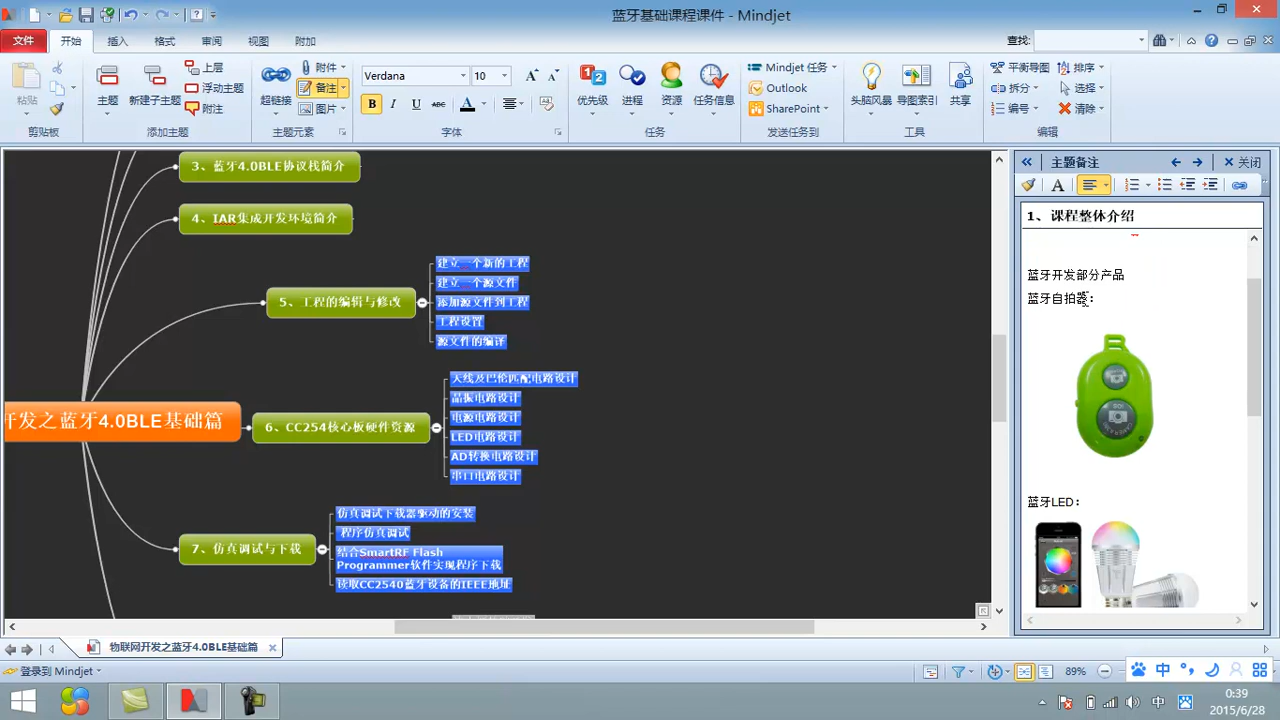 蓝牙基础课程课件 - Mindjet
文件
开始
插入
格式
审阅
视图
附加
查找:
粘贴
剪贴板
主题
新建子主题
上层
浮动主题
附注
添加主题
超链接
附件
备注
图片
主题元素
Verdana
10
B
I
U
ABC
A
字体
优先级
进程
资源
任务信息
任务
Mindjet 任务
Outlook
SharePoint
发送任务到
头脑风暴
导图索引
共享
工具
平衡导图
拆分
编号
排序
选择
清除
编辑
3、蓝牙4.0BLE协议栈简介
4、IAR集成开发环境简介
5、工程的编辑与修改
建立一个新的工程
建立一个源文件
添加源文件到工程
工程设置
源文件的编译
开发之蓝牙4.0BLE基础篇
6、CC254核心板硬件资源
天线及巴伦匹配电路设计
晶振电路设计
电源电路设计
LED电路设计
AD转换电路设计
串口电路设计
7、仿真调试与下载
仿真调试下载器驱动的安装
程序仿真调试
结合SmartRF Flash
Programmer软件实现程序下载
读取CC2540蓝牙设备的IEEE地址
主题备注
关闭
1、课程整体介绍
蓝牙开发部分产品
蓝牙自拍器:
蓝牙LED:
物联网开发之蓝牙4.0BLE基础篇
登录到 Mindjet
89%
中
中
0:39
2015/6/28